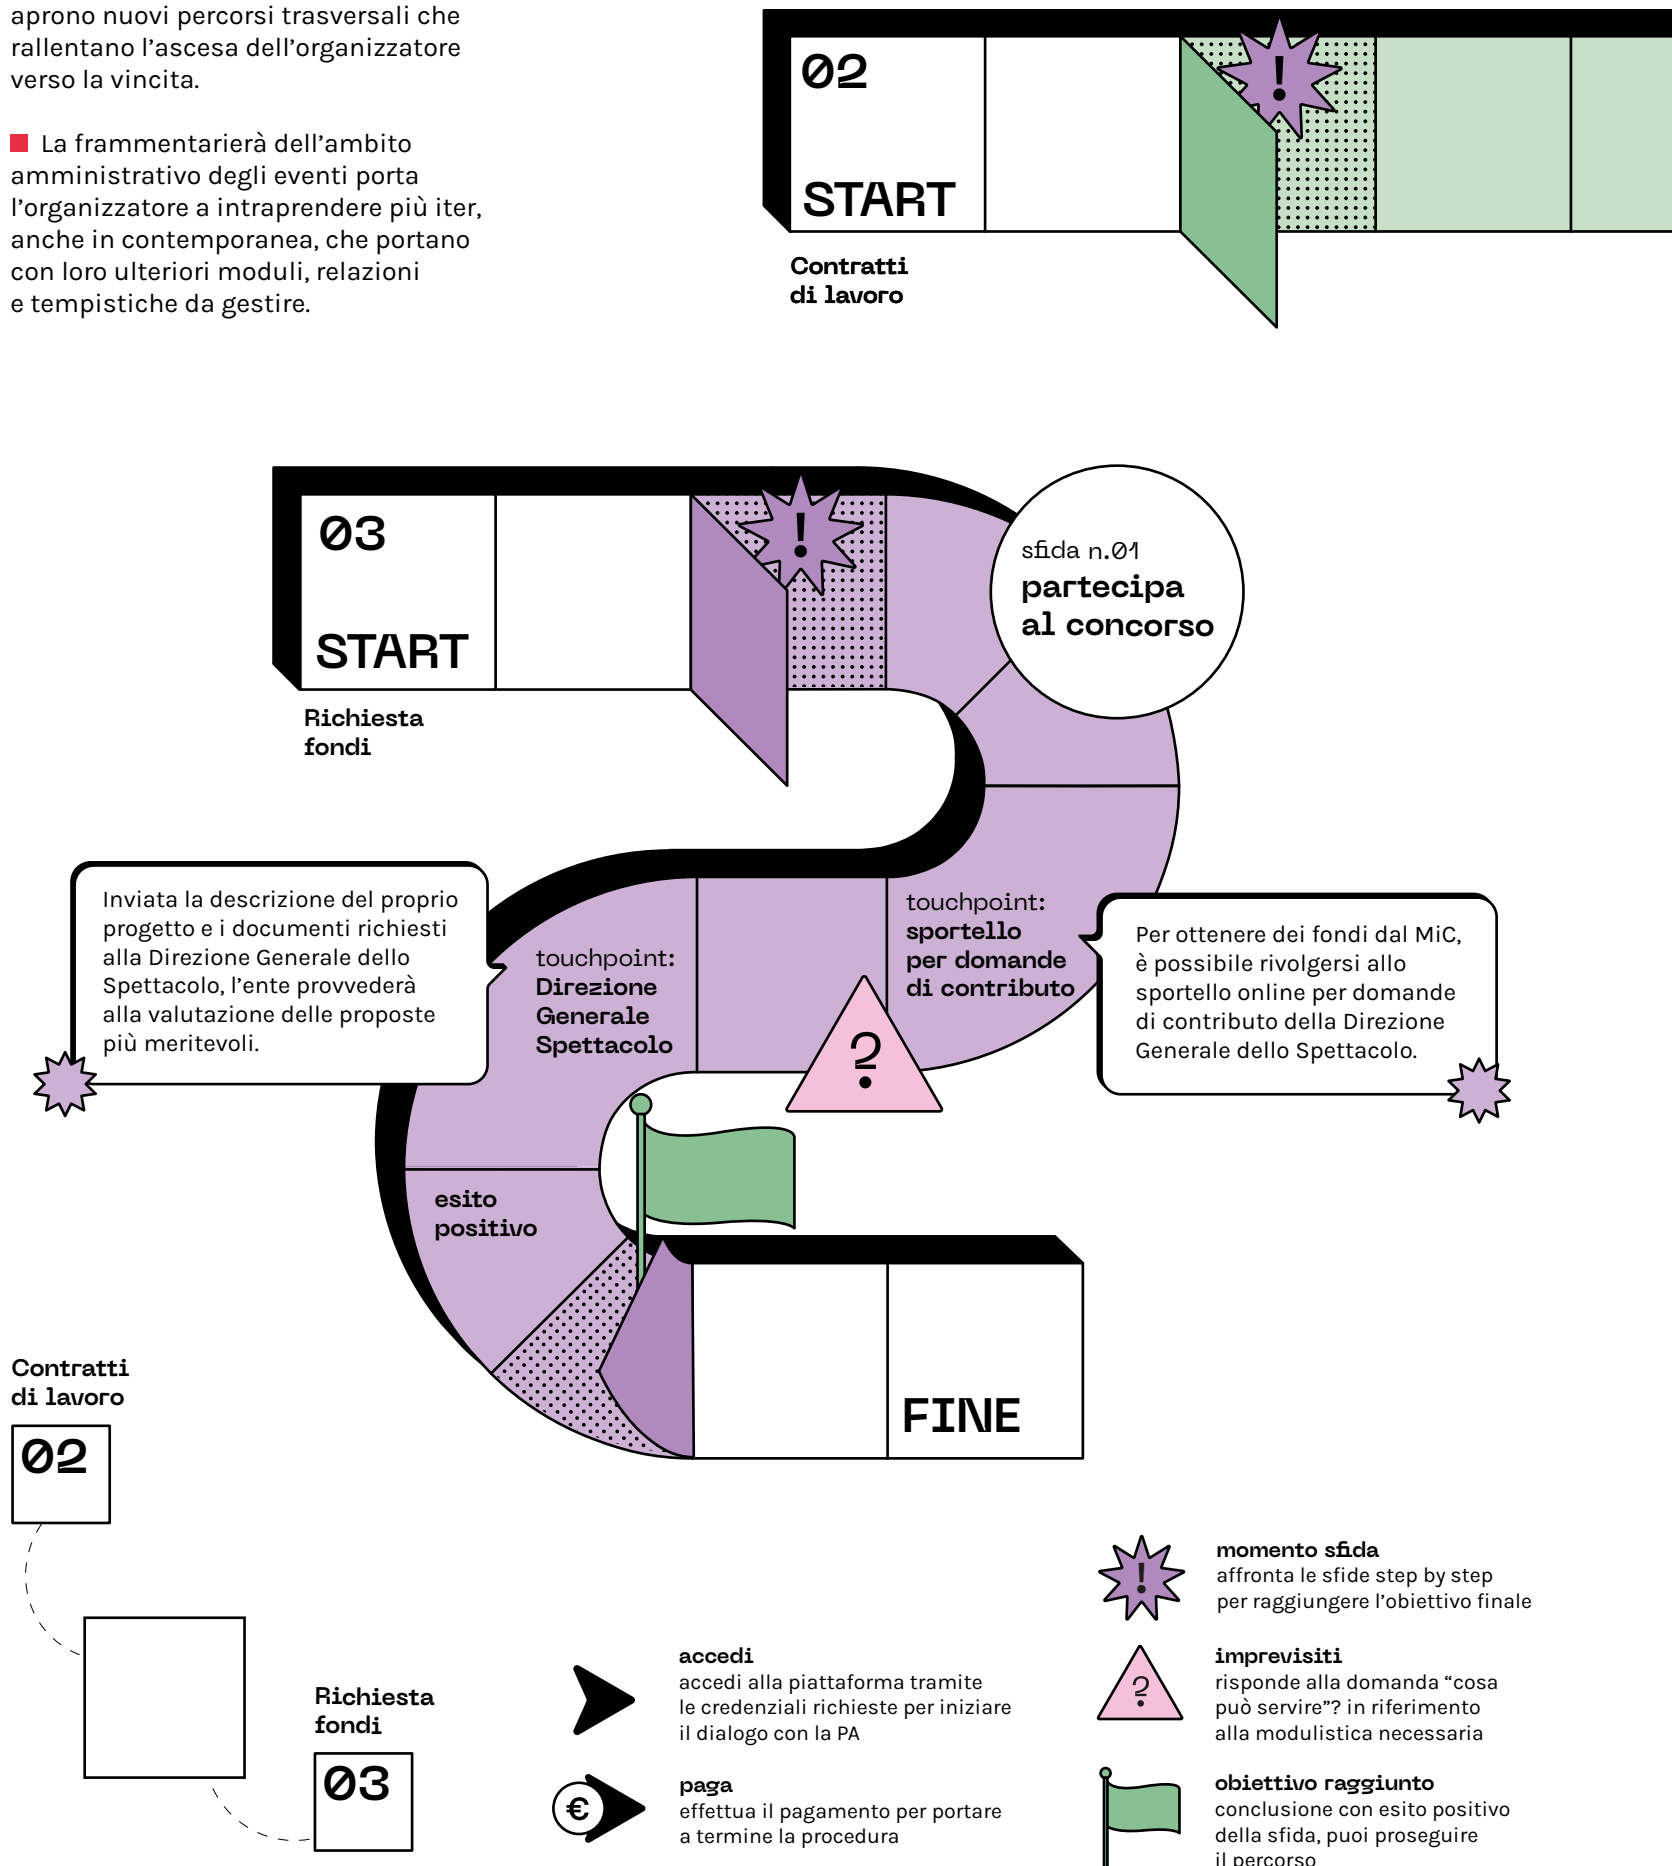 aprono nuovi percorsi trasversali che
rallentano l’ascesa dell’organizzatore
verso la vincita.
La frammentarierà dell’ambito
amministrativo degli eventi porta
l’organizzatore a intraprendere più iter,
anche in contemporanea, che portano
con loro ulteriori moduli, relazioni
e tempistiche da gestire.
02
!
START
Contratti
di lavoro
03
!
START
Richiesta
fondi
sfida n.01
partecipa
al concorso
touchpoint:
sportello
per domande
di contributo
Per ottenere dei fondi dal MiC,
è possibile rivolgersi allo
sportello online per domande
di contributo della Direzione
Generale dello Spettacolo.
?
touchpoint:
Direzione
Generale
Spettacolo
Inviata la descrizione del proprio
progetto e i documenti richiesti
alla Direzione Generale dello
Spettacolo, l’ente provvederà
alla valutazione delle proposte
più meritevoli.
esito
positivo
FINE
Contratti
di lavoro
02
Richiesta
fondi
03
accedi
accedi alla piattaforma tramite
le credenziali richieste per iniziare
il dialogo con la PA
€
paga
effettua il pagamento per portare
a termine la procedura
!
momento sfida
affronta le sfide step by step
per raggiungere l’obiettivo finale
?
imprevisiti
risponde alla domanda “cosa
può servire”? in riferimento
alla modulistica necessaria
obiettivo raggiunto
conclusione con esito positivo
della sfida, puoi proseguire
il percorso